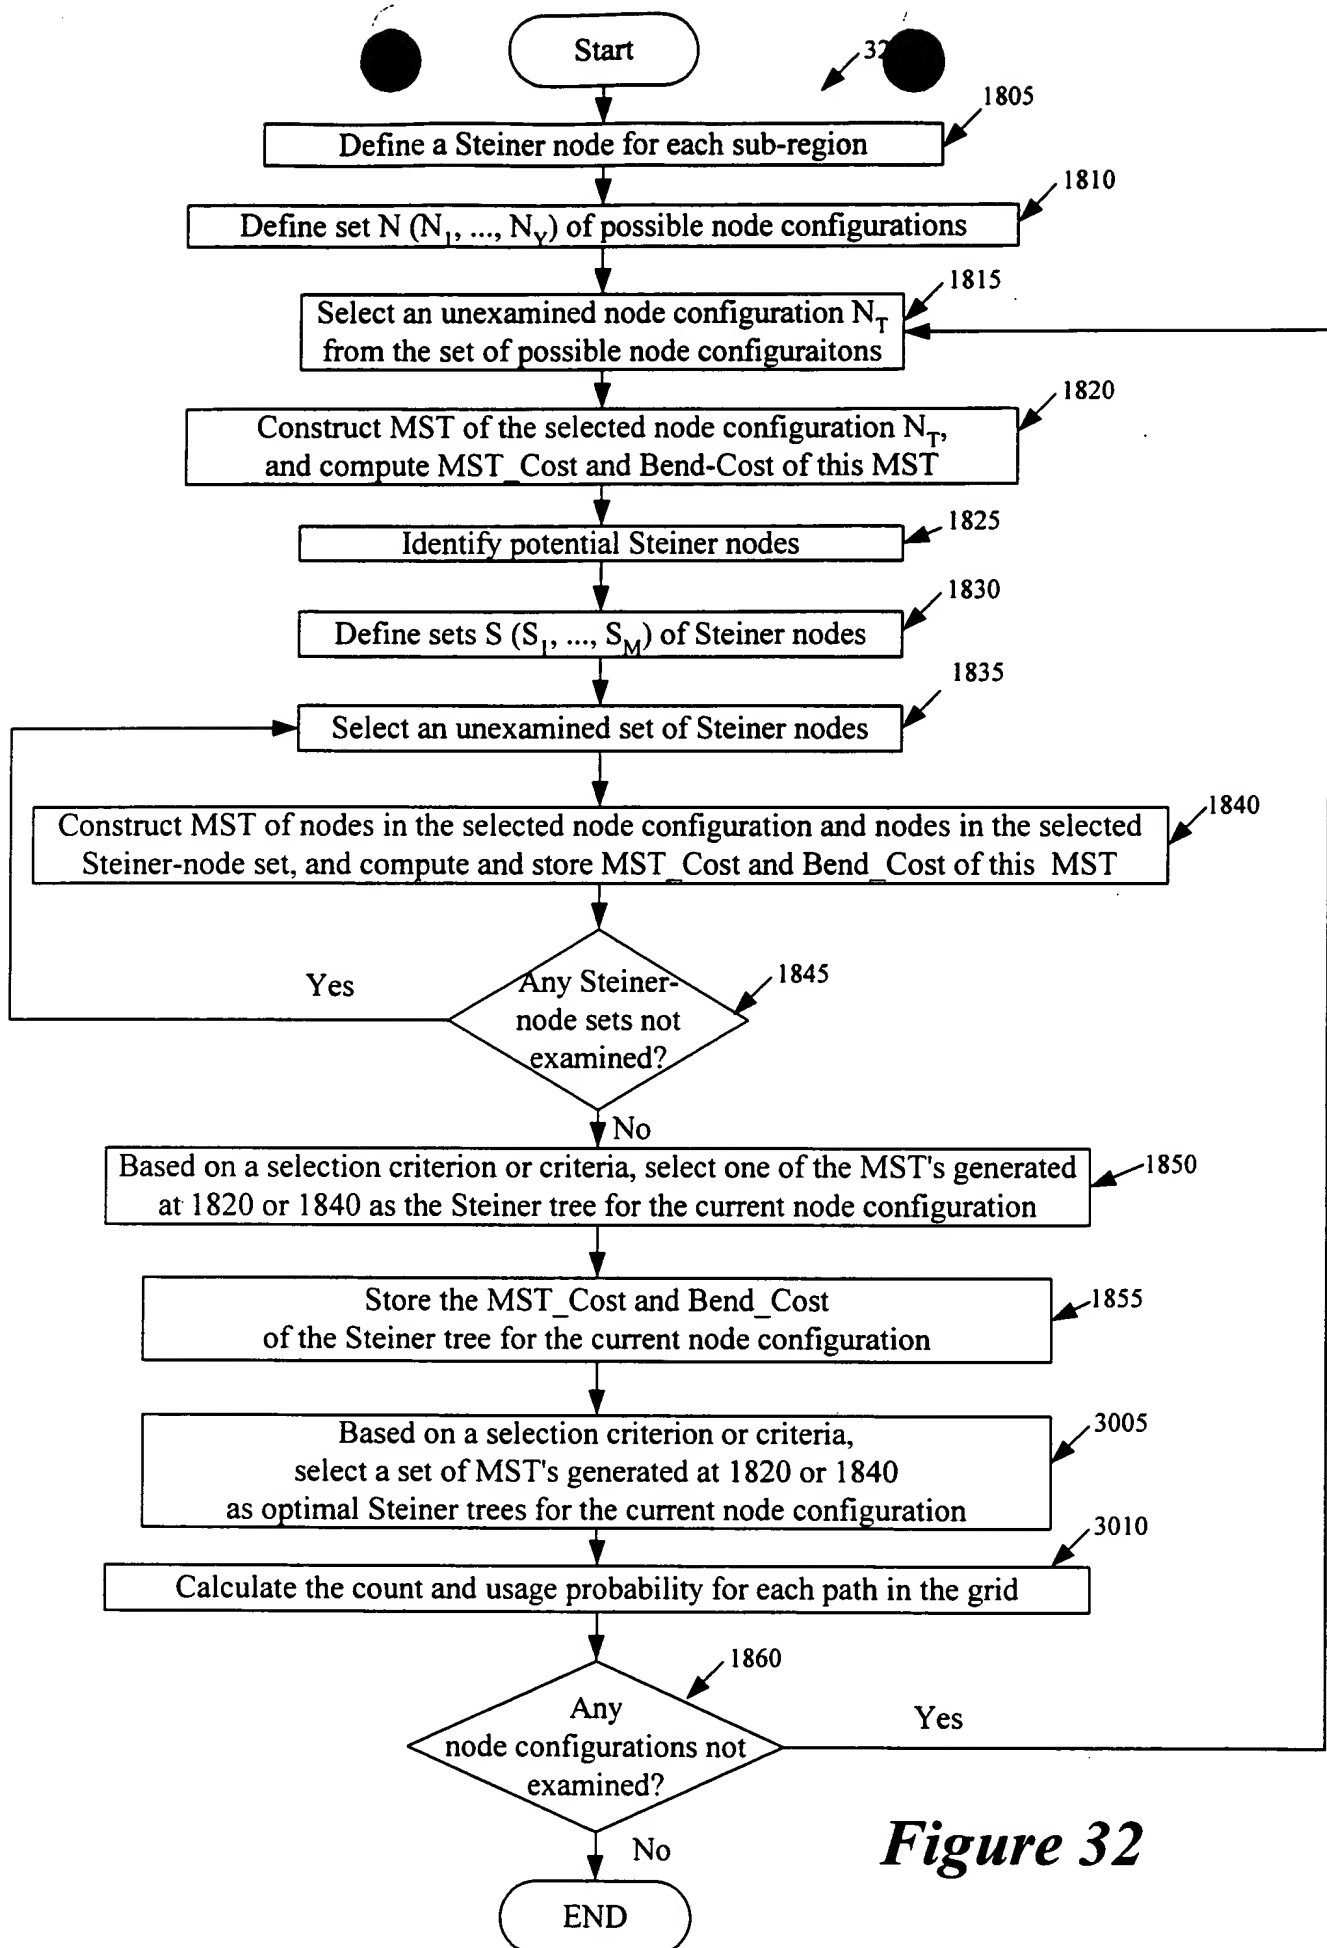 Start
32
1805
Define a Steiner node for each sub-region
1810
Define set N (N1, ..., NY) of possible node configurations
1815
Select an unexamined node configuration NT
from the set of possible node configuraitons
1820
Construct MST of the selected node configuration NT,
and compute MST_Cost and Bend-Cost of this MST
1825
Identify potential Steiner nodes
1830
Define sets S (S1, ..., SM) of Steiner nodes
1835
Select an unexamined set of Steiner nodes
1840
Construct MST of nodes in the selected node configuration and nodes in the selected
Steiner-node set, and compute and store MST_Cost and Bend_Cost of this MST
1845
Yes
Any Steiner-
node sets not
examined?
No
1850
Based on a selection criterion or criteria, select one of the MST's generated
at 1820 or 1840 as the Steiner tree for the current node configuration
1855
Store the MST_Cost and Bend_Cost
of the Steiner tree for the current node configuration
3005
Based on a selection criterion or criteria,
select a set of MST's generated at 1820 or 1840
as optimal Steiner trees for the current node configuration
3010
Calculate the count and usage probability for each path in the grid
1860
Any
node configurations not
examined?
Yes
No
END
Figure 32